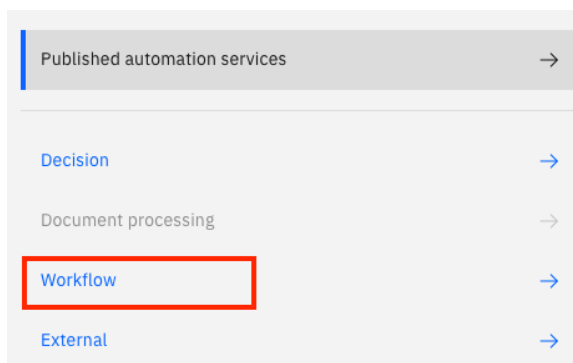 Published automation services
Decision
Document processing
Workflow
External